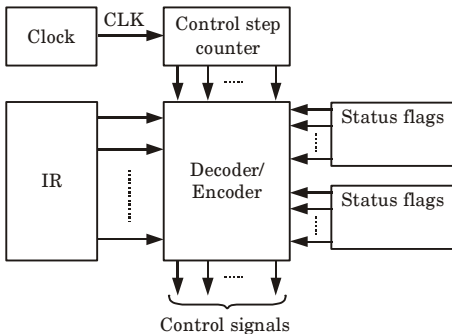 Clock
CLK
Control step
counter
IR
Decoder/
Encoder
Status flags
Status flags
Control signals